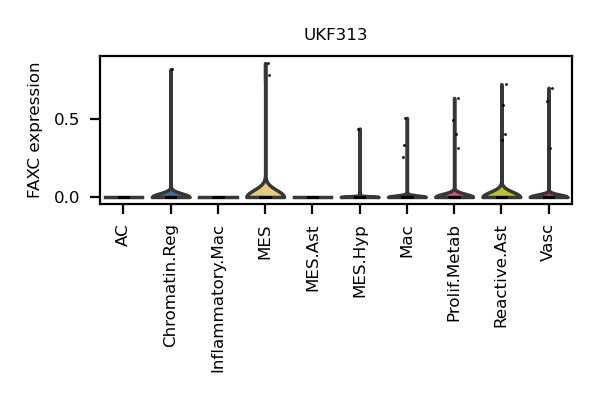 UKF313
FAXC expression
0.5
0.0
AC
Chromatin.Reg
Inflammatory.Mac
MES
MES.Ast
MES.Hyp
Mac
Prolif.Metab
Reactive.Ast
Vasc